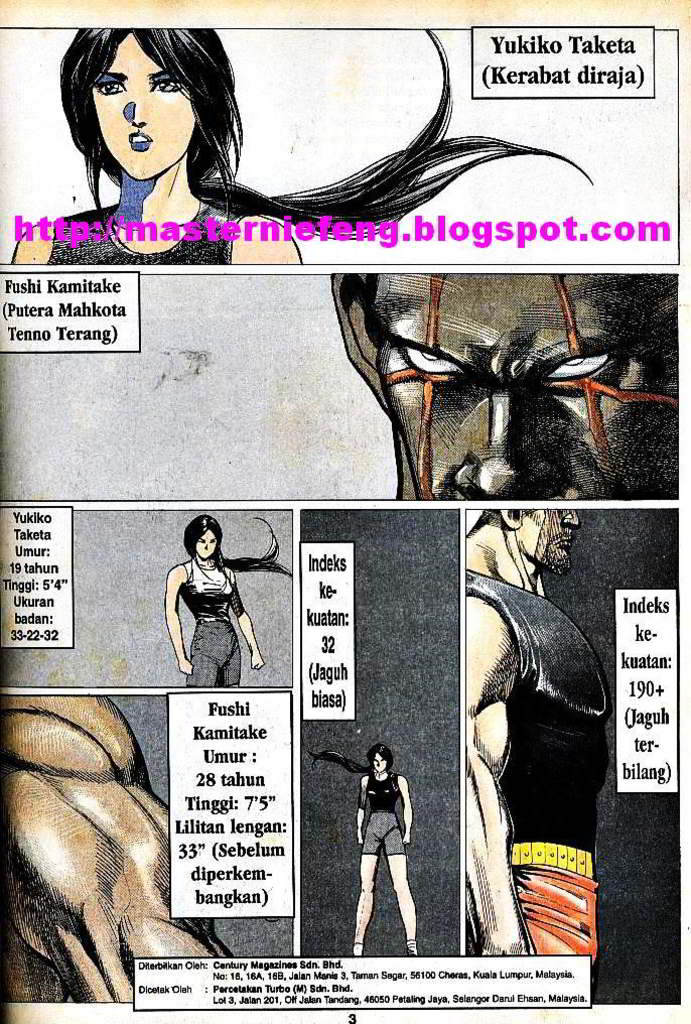 Yukiko Taketa
(Kerabat diraja)
http://masterniefeng.blogspot.com
Fushi Kamitake
(Putera Mahkota
Tenno Terang)
Yukiko
Taketa
Umur:
19 tahun
Tinggi: 5'4"
Ukuran
badan:
33-22-32
Indeks
ke-
kuatan:
32
(Jaguh
biasa)
Indeks
ke-
kuatan:
190+
(Jaguh
ter-
bilang)
Fushi
Kamitake
Umur :
28 tahun
Tinggi: 7'5"
Lilitan lengan:
33" (Sebelum
diperkem-
bangkan)
Diterbitkan Oleh: Century Magazines Sdn. Bhd.
No: 16, 16A, 16B, Jalan Manis 3, Taman Segar, 56100 Cheras, Kuala Lumpur, Malaysia.
Dicetak Oleh : Percetakan Turbo (M) Sdn. Bhd.
Lot 3, Jalan 201, Off Jalan Tandang, 46050 Petaling Jaya, Selangor Darul Ehsan, Malaysia.
3